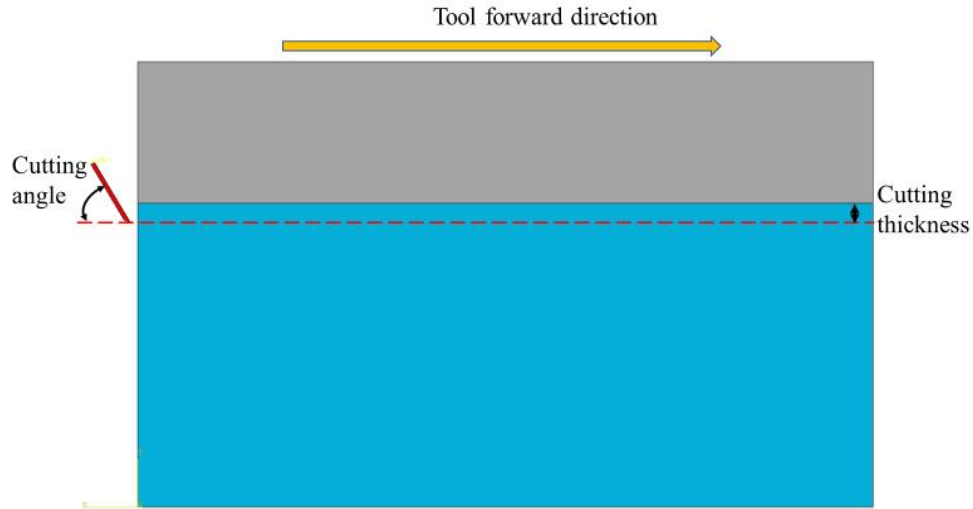 Tool forward direction
Cutting
angle
Cutting
thickness